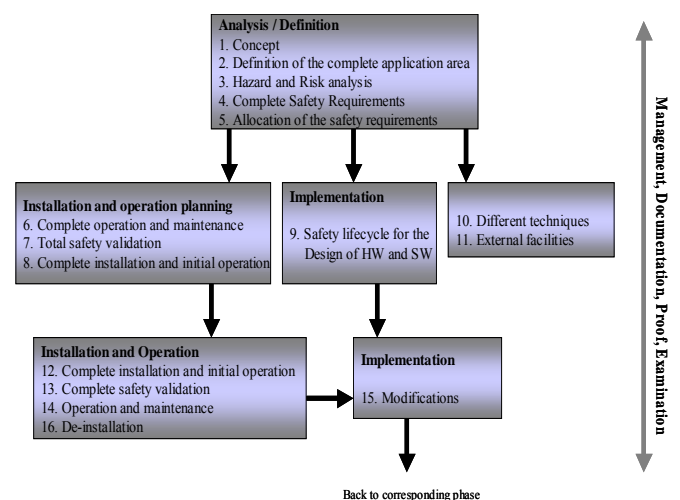 Analysis / Definition
1. Concept
2. Definition of the complete application area
3. Hazard and Risk analysis
4. Complete Safety Requirements
5. Allocation of the safety requirements
Installation and operation planning
6. Complete operation and maintenance
7. Total safety validation
8. Complete installation and initial operation
Implementation
9. Safety lifecycle for the
Design of HW and SW
10. Different techniques
11. External facilities
Installation and Operation
12. Complete installation and initial operation
13. Complete safety validation
14. Operation and maintenance
16. De-installation
Implementation
15. Modifications
Back to corresponding phase
Management, Documentation, Proof, Examination